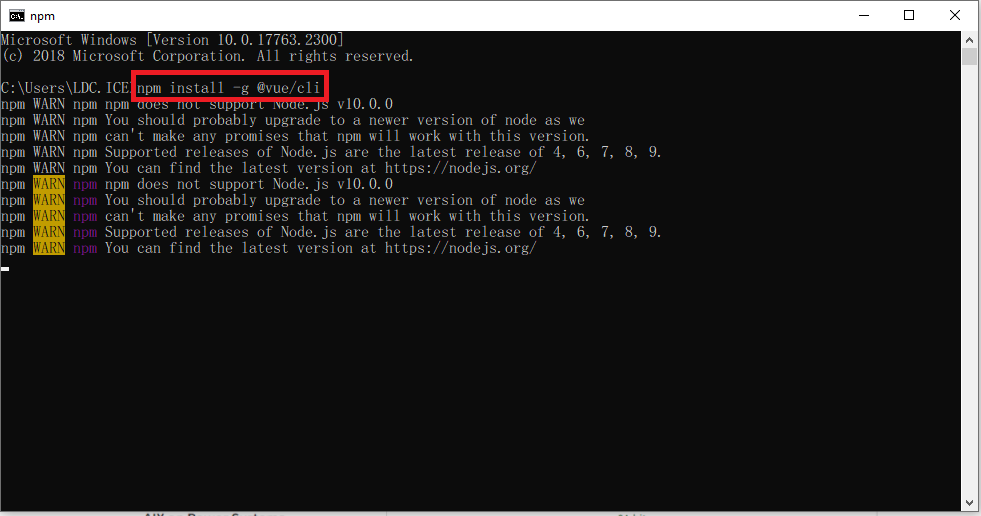 npm
Microsoft Windows [Version 10.0.17763.2300]
(c) 2018 Microsoft Corporation. All rights reserved.
C:\Users\LDC.ICE>npm install -g @vue/cli
npm WARN npm npm does not support Node.js v10.0.0
npm WARN npm You should probably upgrade to a newer version of node as we
npm WARN npm can't make any promises that npm will work with this version.
npm WARN npm Supported releases of Node.js are the latest release of 4, 6, 7, 8, 9.
npm WARN npm You can find the latest version at https://nodejs.org/
npm WARN npm npm does not support Node.js v10.0.0
npm WARN npm You should probably upgrade to a newer version of node as we
npm WARN npm can't make any promises that npm will work with this version.
npm WARN npm Supported releases of Node.js are the latest release of 4, 6, 7, 8, 9.
npm WARN npm You can find the latest version at https://nodejs.org/